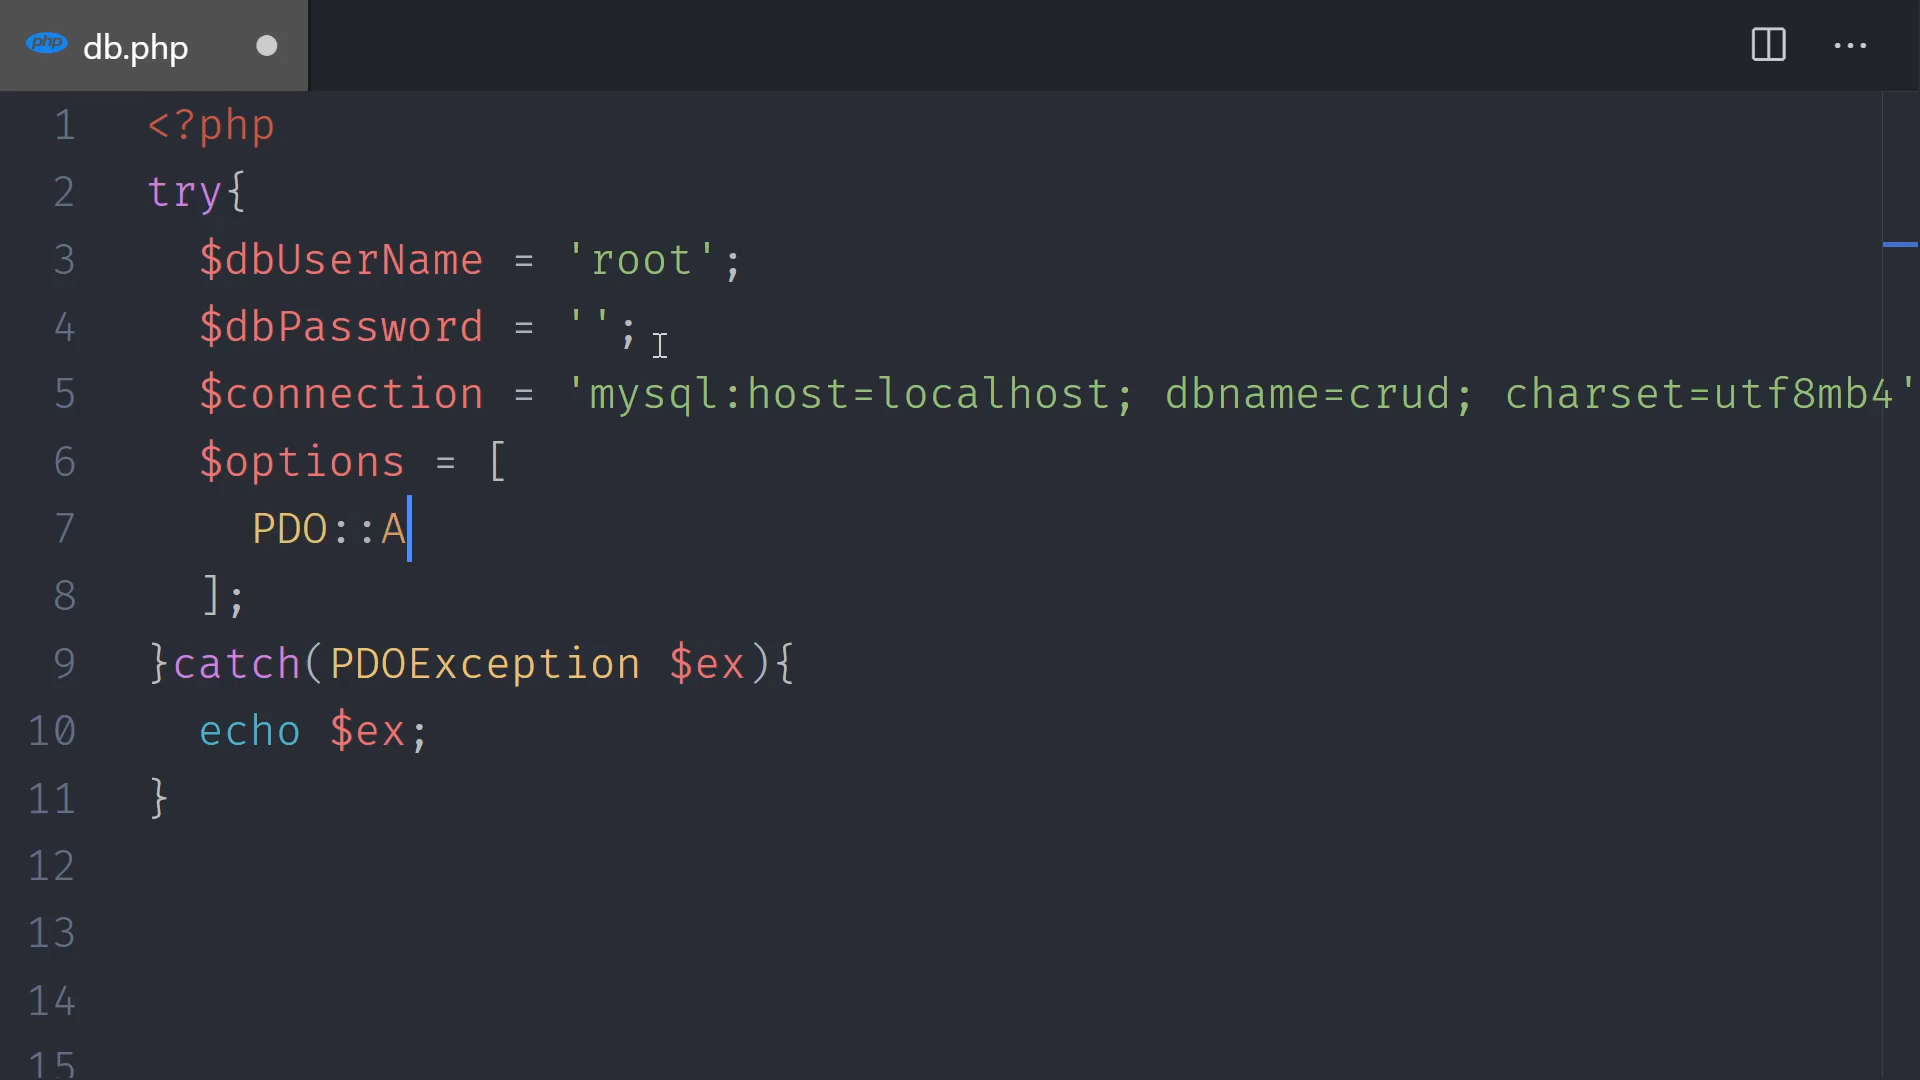 php db.php
1 <?php
2 try{
3 $dbUserName = 'root';
4 $dbPassword = '';
5 $connection = 'mysql:host=localhost; dbname=crud; charset=utf8mb4'
6 $options = [
7 PDO::A
8 ];
9 }catch(PDOException $ex){
10 echo $ex;
11 }
12
13
14
15